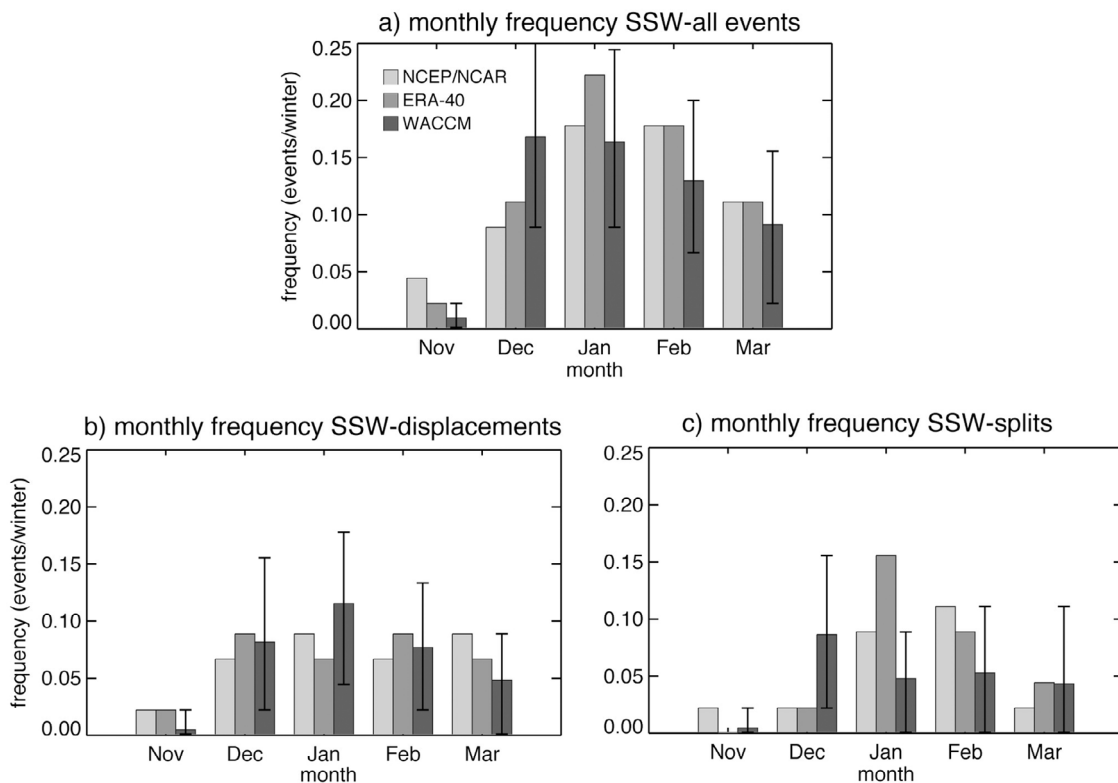 a) monthly frequency SSW-all events
0.25
0.20
0.15
0.10
0.05
0.00
frequency (events/winter)
NCEP/NCAR
ERA-40
WACCM
Nov Dec Jan Feb Mar
month
b) monthly frequency SSW-displacements
0.25
0.20
0.15
0.10
0.05
0.00
frequency (events/winter)
Nov Dec Jan Feb Mar
month
c) monthly frequency SSW-splits
0.25
0.20
0.15
0.10
0.05
0.00
Nov Dec Jan Feb Mar
month